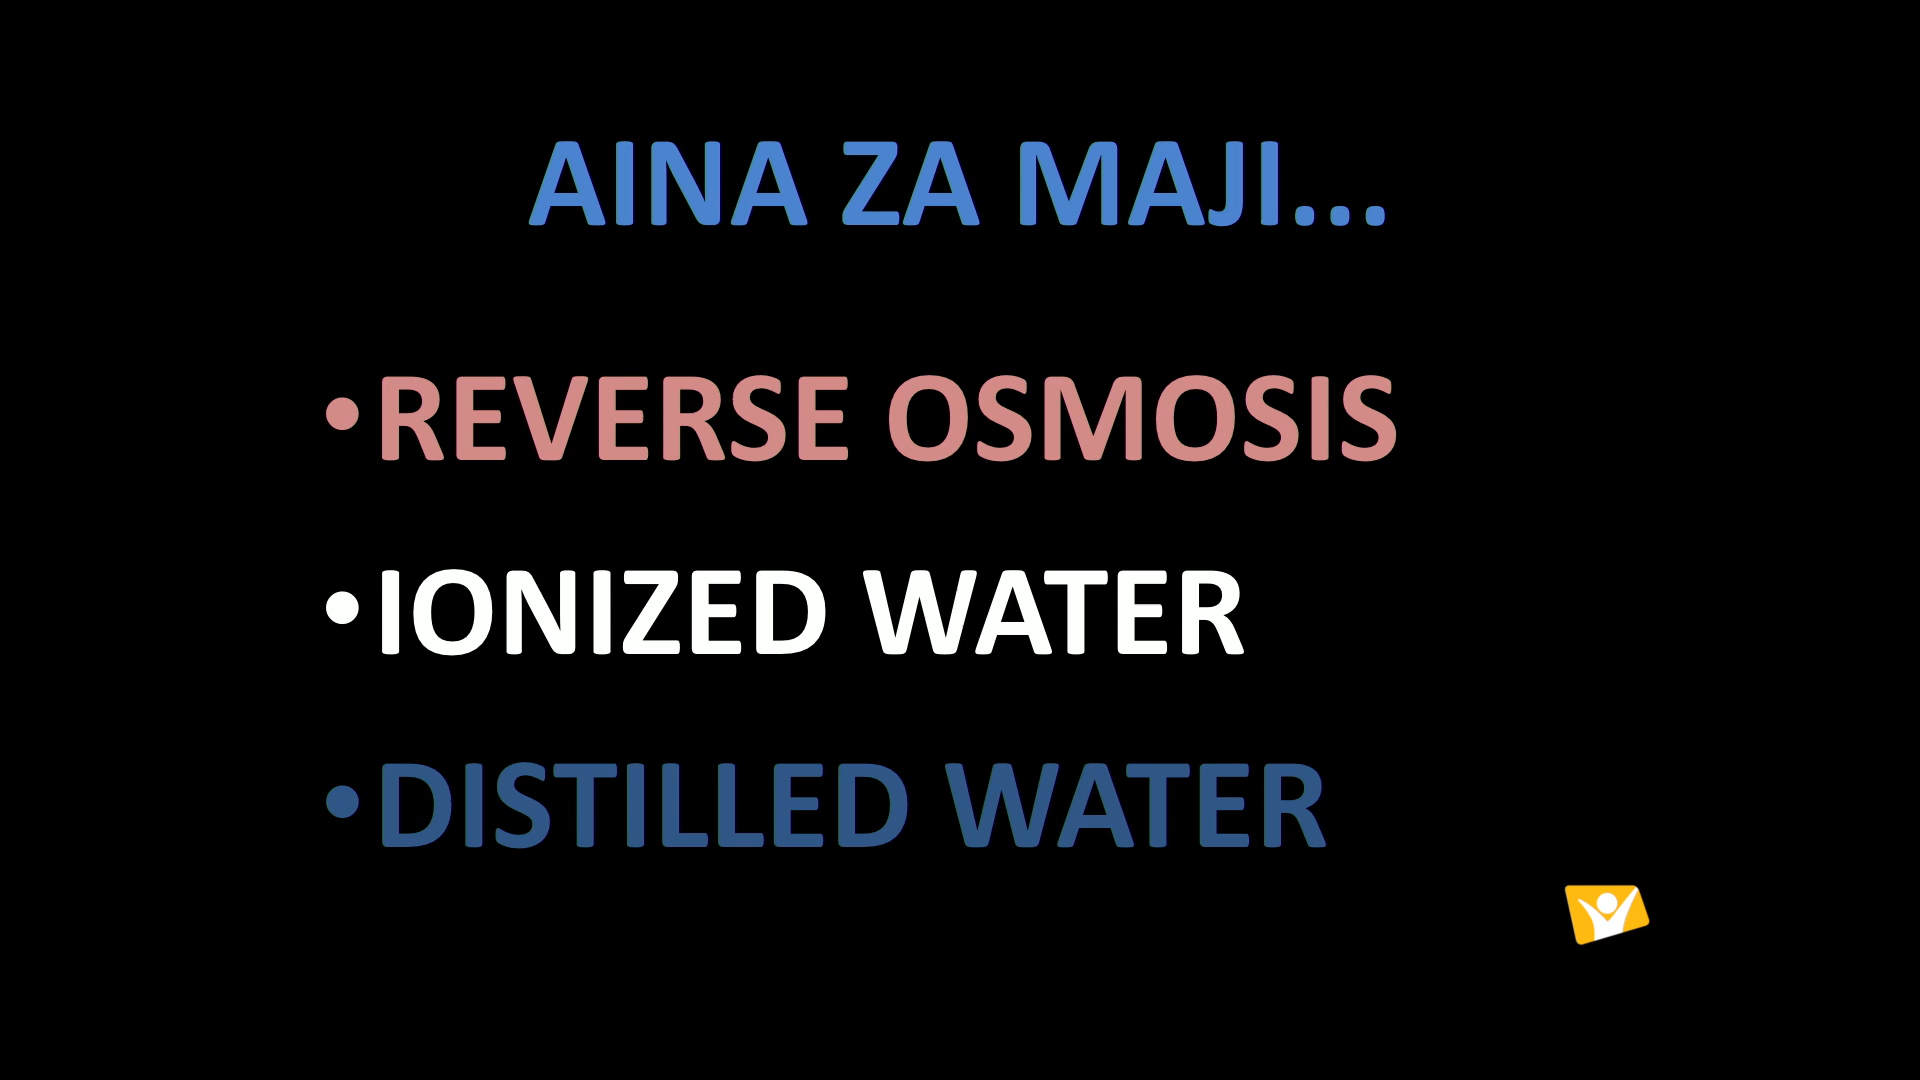 AINA ZA MAJI...
•REVERSE OSMOSIS
•IONIZED WATER
•DISTILLED WATER